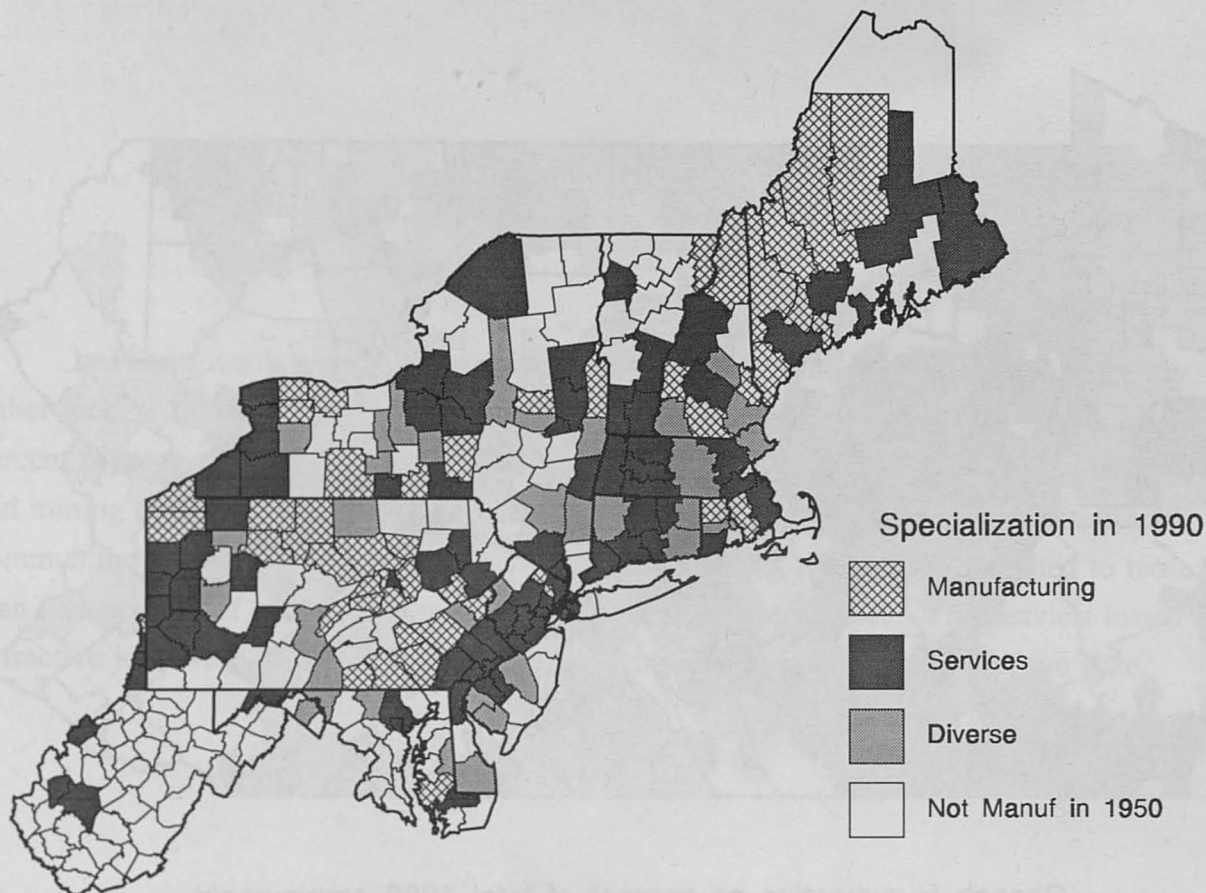 Specialization in 1990
Manufacturing
Services
Diverse
Not Manuf in 1950